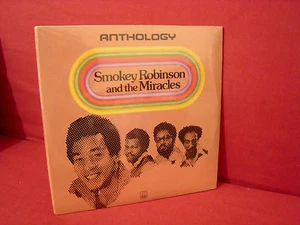 ANTHOLOGY
Smokey Robinson
and the Miracles